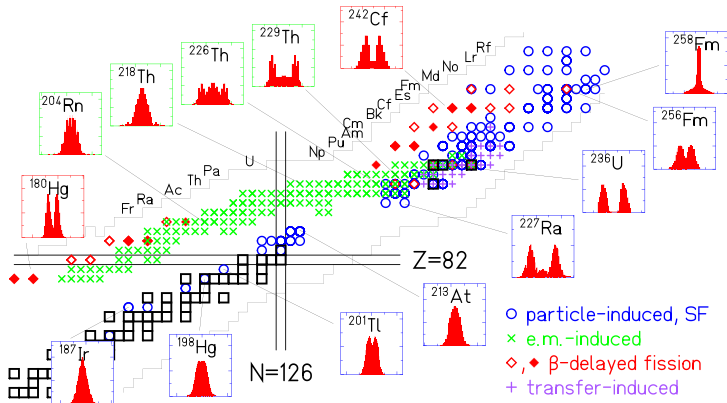 242Cf
229Th
226Th
218Th
204Rn
180Hg
258Fm
256Fm
236U
227Ra
213At
201Tl
198Hg
187Ir
Rf
Lr
No
Md
Fm
Es
Cf
Bk
Cm
Am
Pu
Np
U
Pa
Th
Ac
Ra
Fr
Z=82
N=126
particle-induced, SF
e.m.-induced
, β-delayed fission
transfer-induced